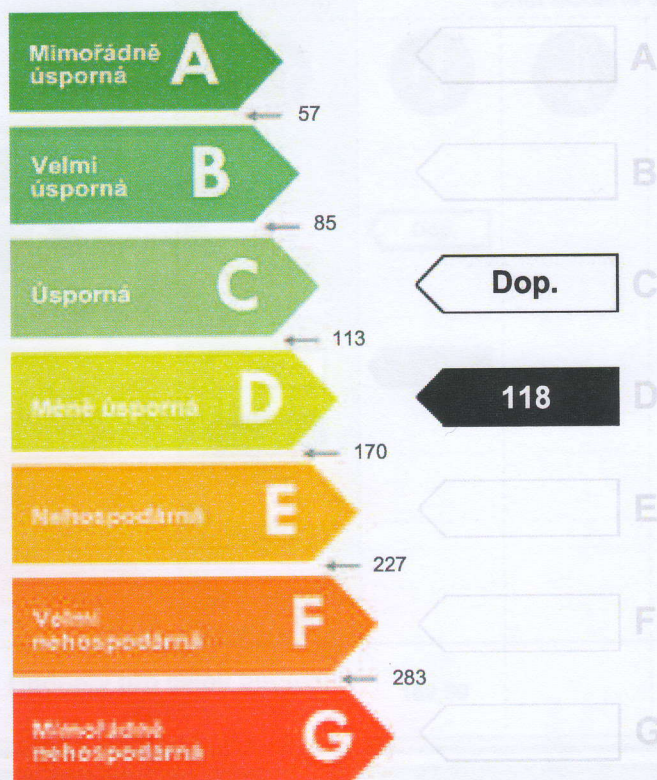 Mimořádně
úsporná
A
A
57
Velmi
úsporná
B
B
85
Úsporná
C
Dop.
C
113
Méně úsporná
D
118
D
170
Nehospodárná
E
E
227
Velmi
nehospodárná
F
F
283
Mimořádně
nehospodárná
G
G